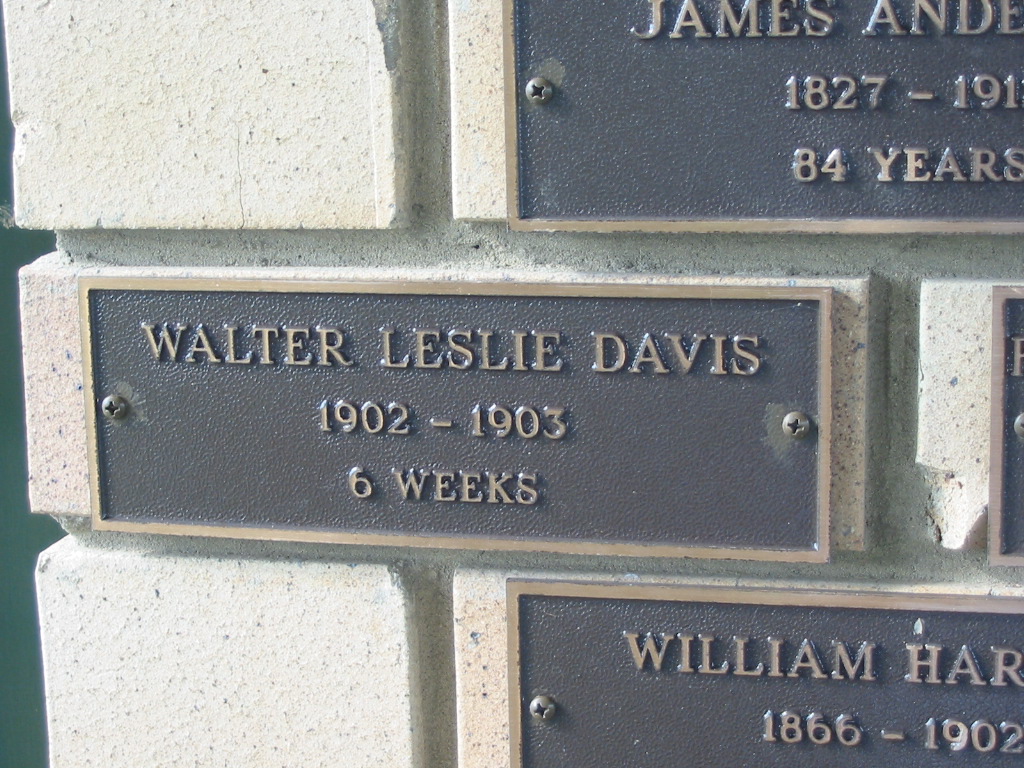 JAMES
1827 –
84 YEARS
WALTER LESLIE DAVIS
1902 – 1903
6 WEEKS
WILLIAM
1866 – 1902